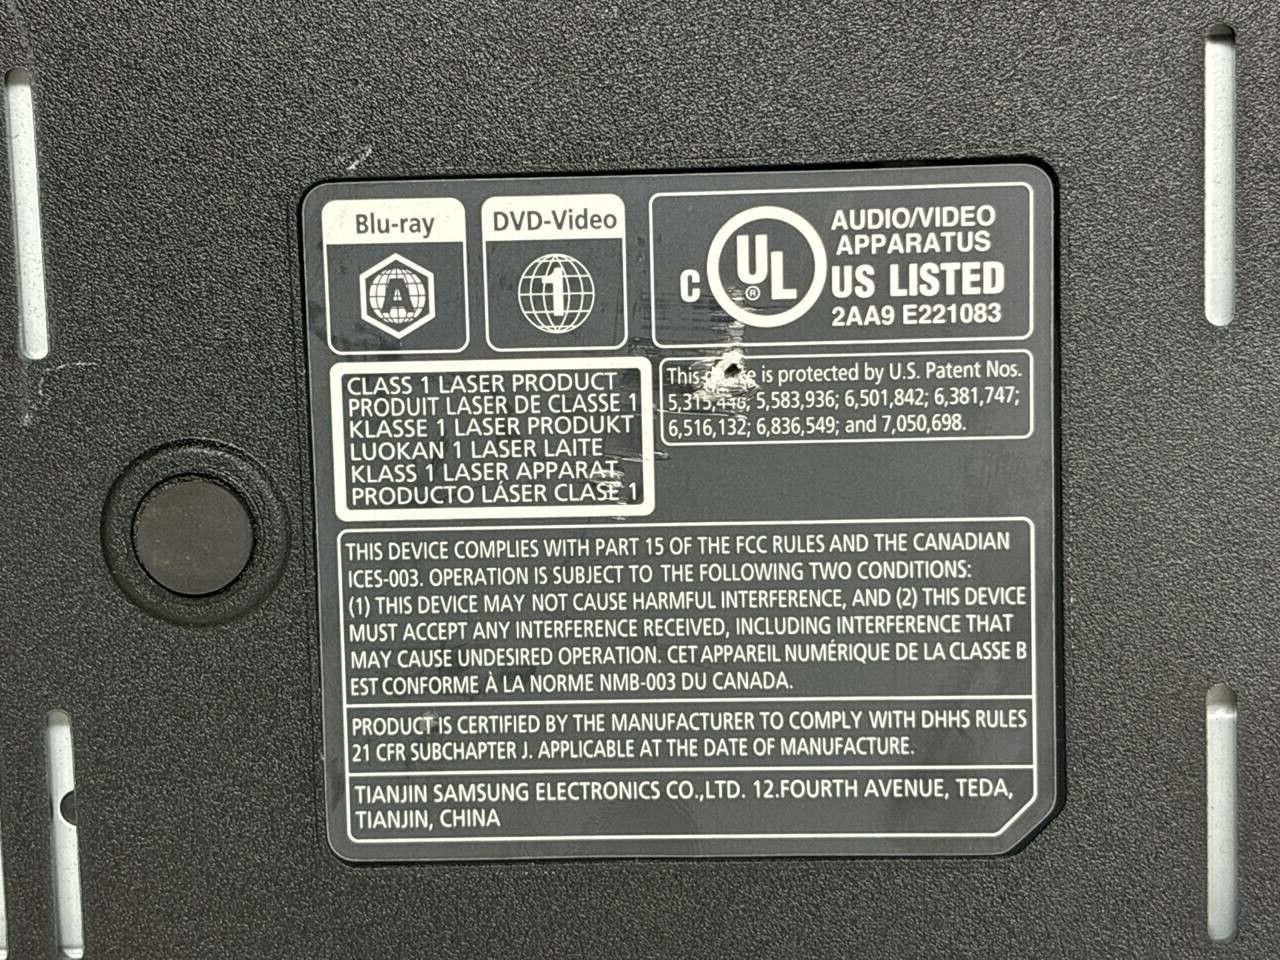 Blu-ray
A
DVD-Video
1
C UL ®
AUDIO/VIDEO
APPARATUS
US LISTED
2AA9 E221083
CLASS 1 LASER PRODUCT
PRODUIT LASER DE CLASSE 1
KLASSE 1 LASER PRODUKT
LUOKAN 1 LASER LAITE
KLASS 1 LASER APPARAT
PRODUCTO LÁSER CLASE 1
This is protected by U.S. Patent Nos.
5,583,936; 6,501,842; 6,381,747;
6,516,132; 6,836,549; and 7,050,698.
THIS DEVICE COMPLIES WITH PART 15 OF THE FCC RULES AND THE CANADIAN
ICES-003. OPERATION IS SUBJECT TO THE FOLLOWING TWO CONDITIONS:
(1) THIS DEVICE MAY NOT CAUSE HARMFUL INTERFERENCE, AND (2) THIS DEVICE
MUST ACCEPT ANY INTERFERENCE RECEIVED, INCLUDING INTERFERENCE THAT
MAY CAUSE UNDESIRED OPERATION. CET APPAREIL NUMÉRIQUE DE LA CLASSE B
EST CONFORME À LA NORME NMB-003 DU CANADA.
PRODUCT IS CERTIFIED BY THE MANUFACTURER TO COMPLY WITH DHHS RULES
21 CFR SUBCHAPTER J. APPLICABLE AT THE DATE OF MANUFACTURE.
TIANJIN SAMSUNG ELECTRONICS CO.,LTD. 12.FOURTH AVENUE, TEDA,
TIANJIN, CHINA